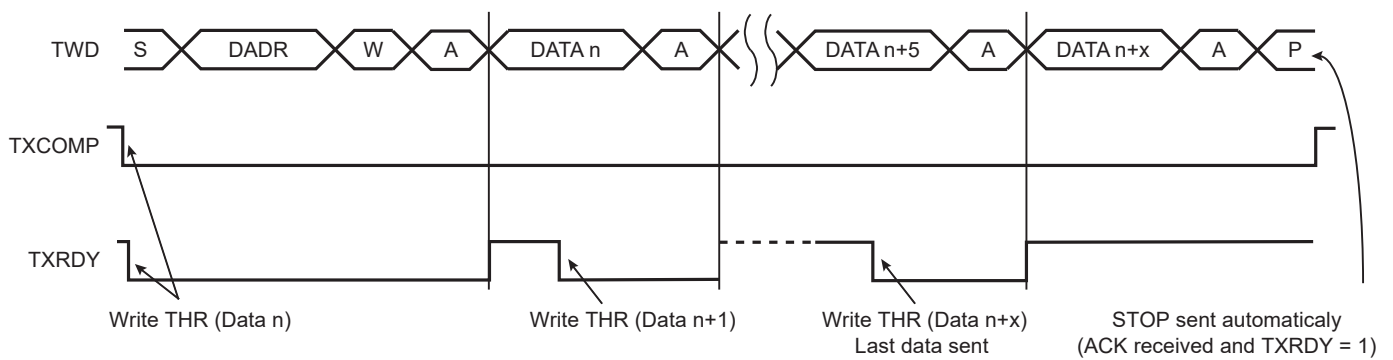 TWD S DADR W A DATA n A DATA n+5 A DATA n+x A P
TXCOMP
TXRDY
Write THR (Data n)
Write THR (Data n+1)
Write THR (Data n+x)
Last data sent
STOP sent automaticaly
(ACK received and TXRDY = 1)